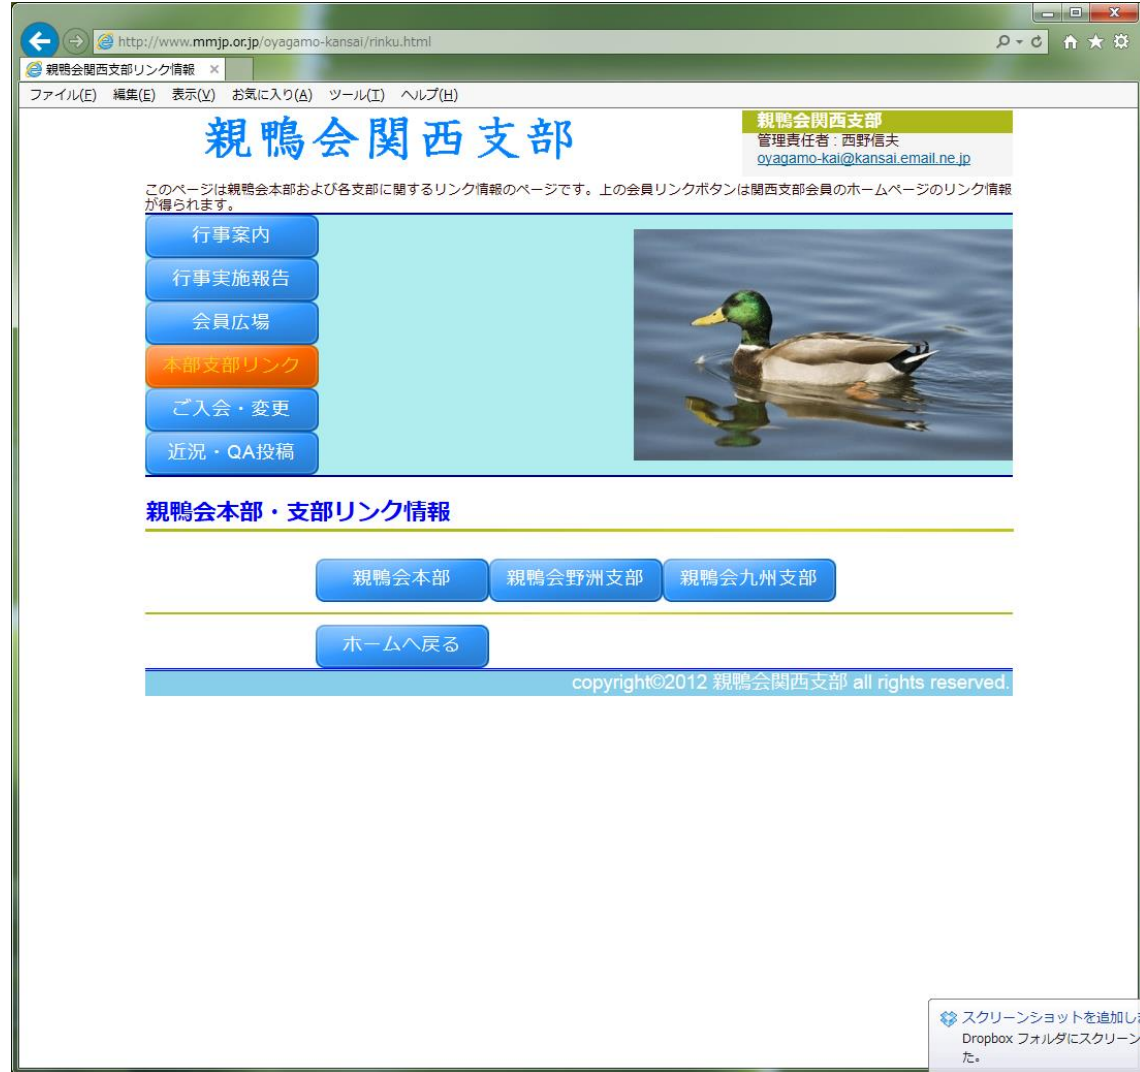 http://www.mmjp.or.jp/oyagamo-kansai/rinku.html
親鴨会関西支部リンク情報
ファイル(F) 編集(E) 表示(V) お気に入り(A) ツール(T) ヘルプ(H)
親鴨会関西支部
親鴨会関西支部
管理責任者 : 西野信夫
oyagamo-kai@kansai.email.ne.jp
このページは親鴨会本部および各支部に関するリンク情報のページです。上の会員リンクボタンは関西支部会員のホームページのリンク情報
が得られます。
行事案内
行事実施報告
会員広場
本部支部リンク
ご入会・変更
近況・QA投稿
親鴨会本部・支部リンク情報
親鴨会本部 親鴨会野洲支部 親鴨会九州支部
ホームへ戻る
copyright©2012 親鴨会関西支部 all rights reserved.
スクリーンショットを追加し
Dropbox フォルダにスクリーン
た。